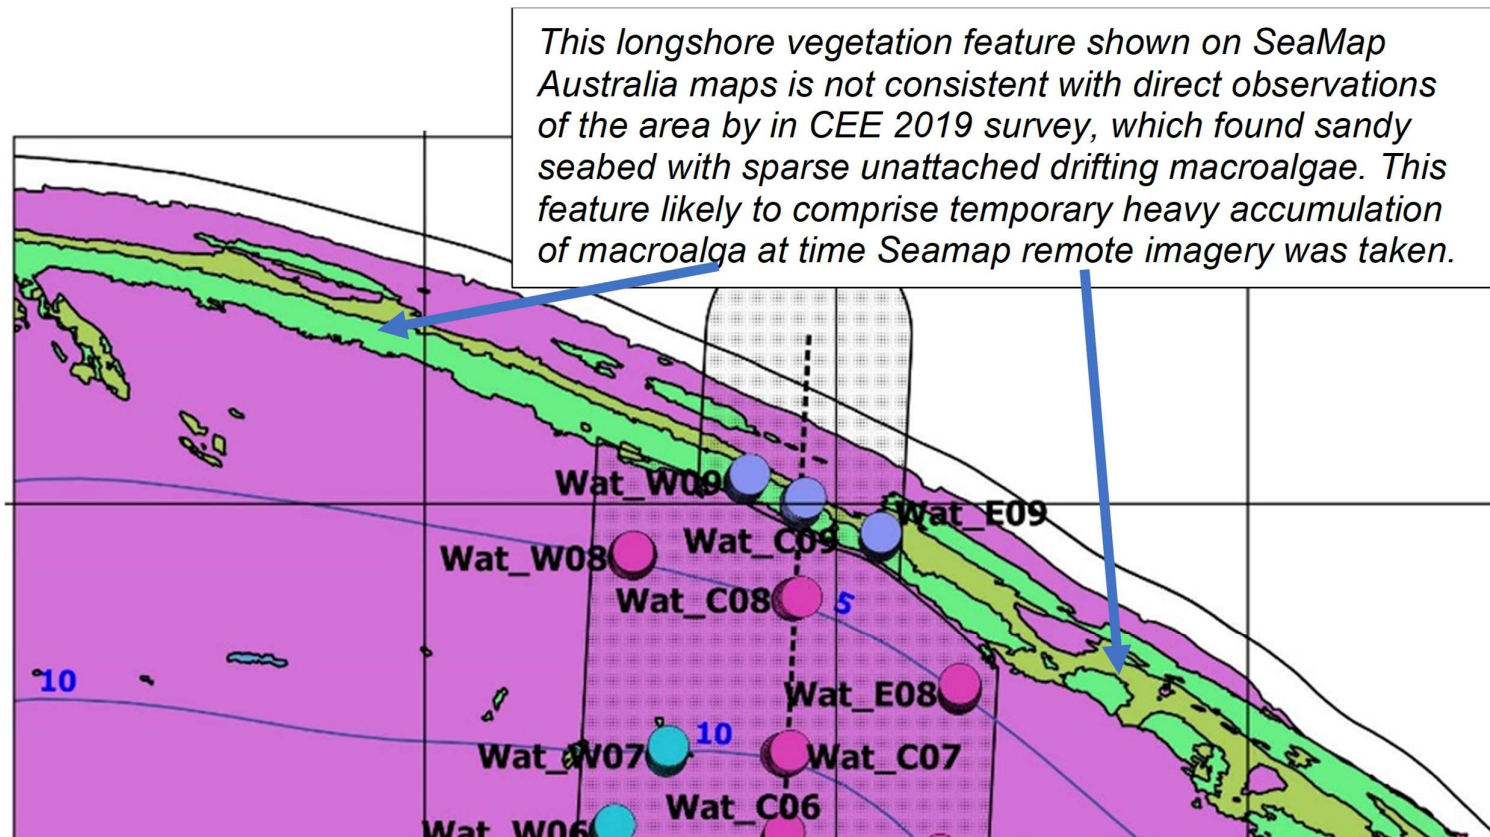 This longshore vegetation feature shown on SeaMap
Australia maps is not consistent with direct observations
of the area by in CEE 2019 survey, which found sandy
seabed with sparse unattached drifting macroalgae. This
feature likely to comprise temporary heavy accumulation
of macroalga at time Seamap remote imagery was taken.
Wat_W09
Wat_E09
Wat_C09
Wat_W08
Wat_C08
5
10
Wat_E08
10
Wat_W07
Wat_C07
Wat_C06
Wat_W06